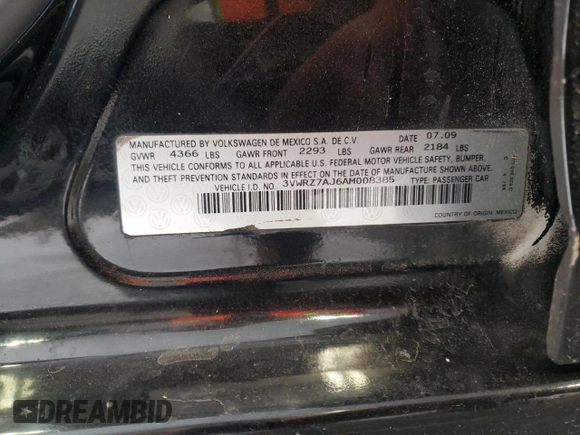 MANUFACTURED BY VOLKSWAGEN DE MEXICO S.A. DE C.V. DATE 07.09
GVWR 4366 LBS GAWR FRONT 2293 LBS GAWR REAR 2184 LBS
THIS VEHICLE CONFORMS TO ALL APPLICABLE U.S. FEDERAL MOTOR VEHICLE SAFETY, BUMPER,
AND THEFT PREVENTION STANDARDS IN EFFECT ON THE DATE OF MANUFACTURE SHOWN ABOVE.
VEHICLE I.D. NO. 3VWRZ7AJ6AM008385 TYPE: PASSENGER CAR
COUNTRY OF ORIGIN: MEXICO
DREAMBID